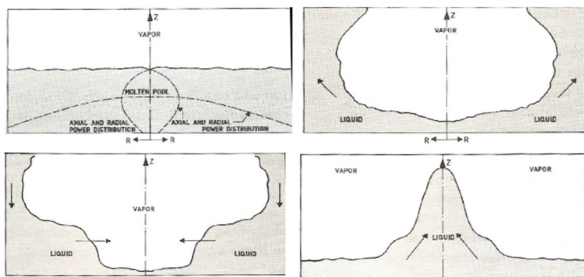 Z
VAPOR
MOLTEN POOL
AXIAL AND RADIAL
POWER DISTRIBUTION
AXIAL AND RADIAL
POWER DISTRIBUTION
R R
Z
VAPOR
LIQUID
LIQUID
R R
Z
VAPOR
LIQUID
LIQUID
Z
VAPOR
VAPOR
LIQUID